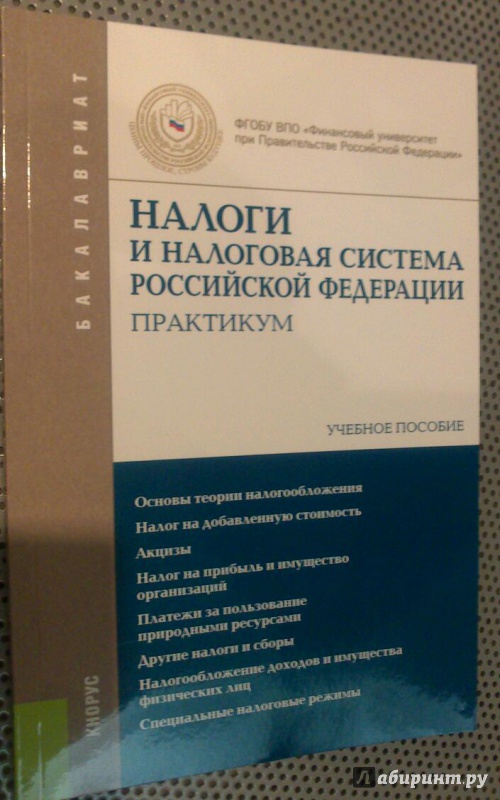 БАКАЛАВРИАТ
ФГОБУ ВПО «Финансовый университет
при Правительстве Российской Федерации»
НАЛОГИ
И НАЛОГОВАЯ СИСТЕМА
РОССИЙСКОЙ ФЕДЕРАЦИИ
ПРАКТИКУМ
УЧЕБНОЕ ПОСОБИЕ
Основы теории налогообложения
Налог на добавленную стоимость
Акцизы
Налог на прибыль и имущество
организаций
Платежи за пользование
природными ресурсами
Другие налоги и сборы
Налогообложение доходов и имущества
физических лиц
Специальные налоговые режимы
КНОРУС
Лабиринт.ру